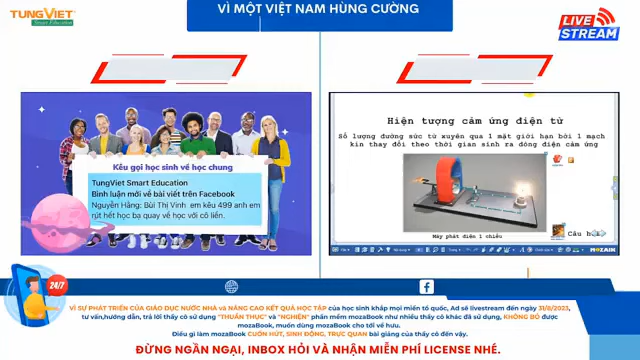 TUNGVIET
Smart Education
VÌ MỘT VIỆT NAM HÙNG CƯỜNG
LIVE
STREAM
Kêu gọi học sinh về học chung
TungViet Smart Education
Bình luận mới về bài viết trên Facebook
Nguyễn Hằng: Bùi Thị Vinh em kêu 499 anh em
rút hết học bạ quay về học với cô liền.
Hiện tượng cảm ứng điện từ
Số lượng đường sức từ xuyên qua 1 mặt giới hạn bởi 1 mạch
kín thay đổi theo thời gian sinh ra dòng điện cảm ứng
Máy phát điện 1 chiều
Câu h
MOZAIK
24/7
VÌ SỰ PHÁT TRIỂN CỦA GIÁO DỤC NƯỚC NHÀ VÀ NÂNG CAO KẾT QUẢ HỌC TẬP của học sinh khắp mọi miền tổ quốc, Ad sẽ livestream đến ngày 31/8/2023,
tư vấn,hướng dẫn, trả lời thầy cô sử dụng "THUẦN THỤC" và "NGHIỆN" phần mềm mozaBook như nhiều thầy cô khác đã sử dụng, KHÔNG BỎ được
mozaBook, muốn dùng mozaBook cho tới về hưu.
Điều gì làm mozaBook CUỐN HÚT, SINH ĐỘNG, TRỰC QUAN bài giảng của thầy cô đến vậy.
ĐỪNG NGẦN NGẠI, INBOX HỎI VÀ NHẬN MIỄN PHÍ LICENSE NHÉ.